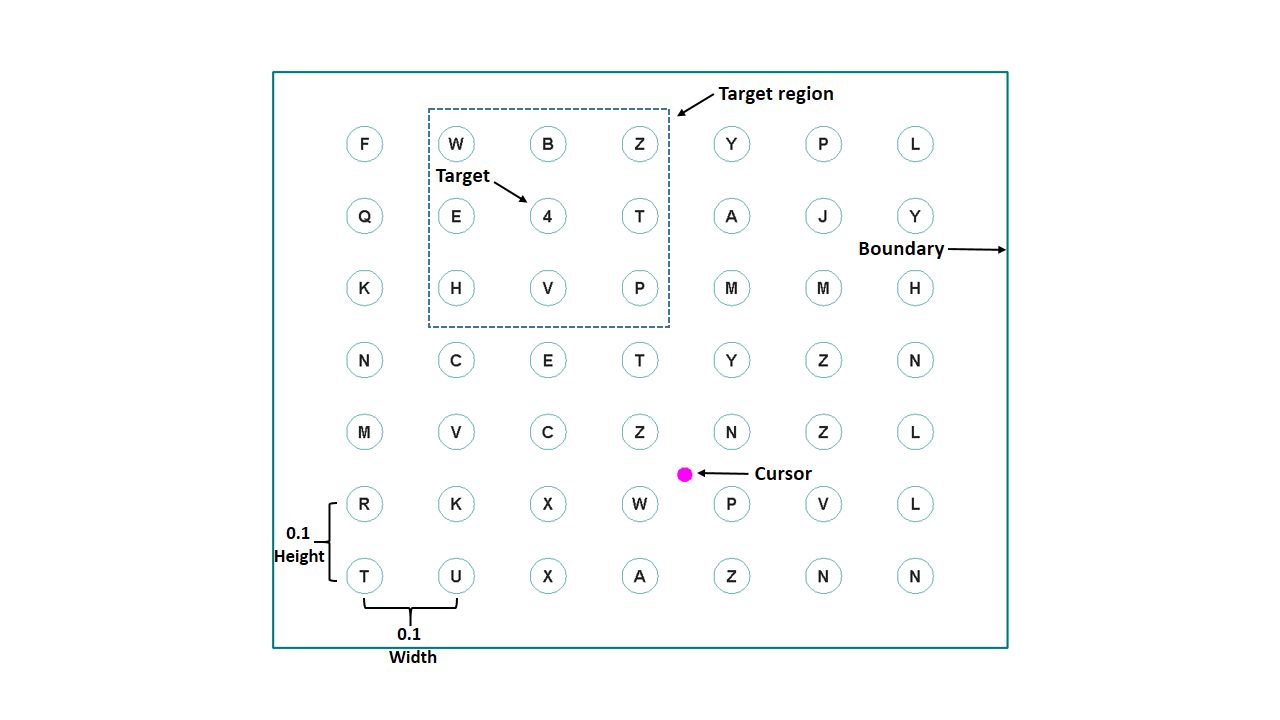 Target region
F W B Z Y P L
Target
Q E 4 T A J Y
Boundary
K H V P M M H
N C E T Y Z N
M V C Z N Z L
Cursor
R K X W P V L
0.1
Height
T U X A Z N N
0.1
Width